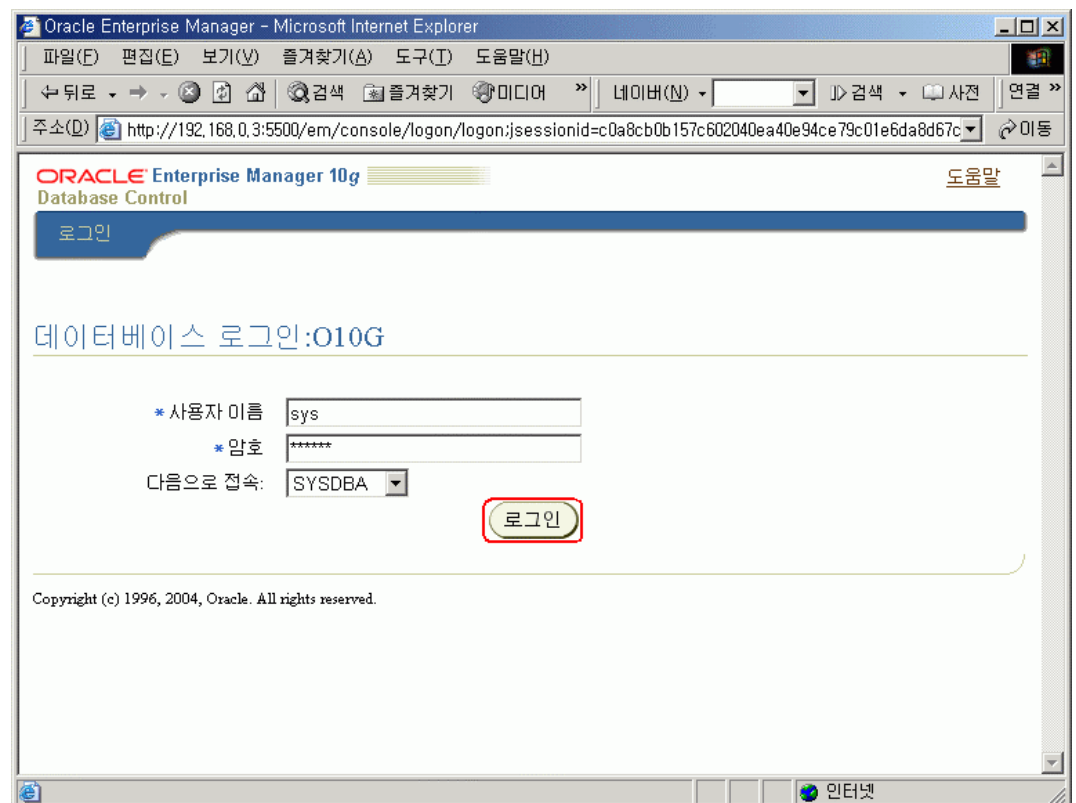 Oracle Enterprise Manager - Microsoft Internet Explorer
파일(F) 편집(E) 보기(V) 즐겨찾기(A) 도구(T) 도움말(H)
뒤로 검색 즐겨찾기 미디어 » 네이버(N) 검색 사전 연결 »
주소(D) http://192.168.0.3:5500/em/console/logon/logon;jsessionid=c0a8cb0b157c602040ea40e94ce79c01e6da8d67c 이동
ORACLE Enterprise Manager 10g 도움말
Database Control
로그인
데이터베이스 로그인:O10G
* 사용자 이름 sys
* 암호 ******
다음으로 접속: SYSDBA
로그인
Copyright (c) 1996, 2004, Oracle. All rights reserved.
인터넷